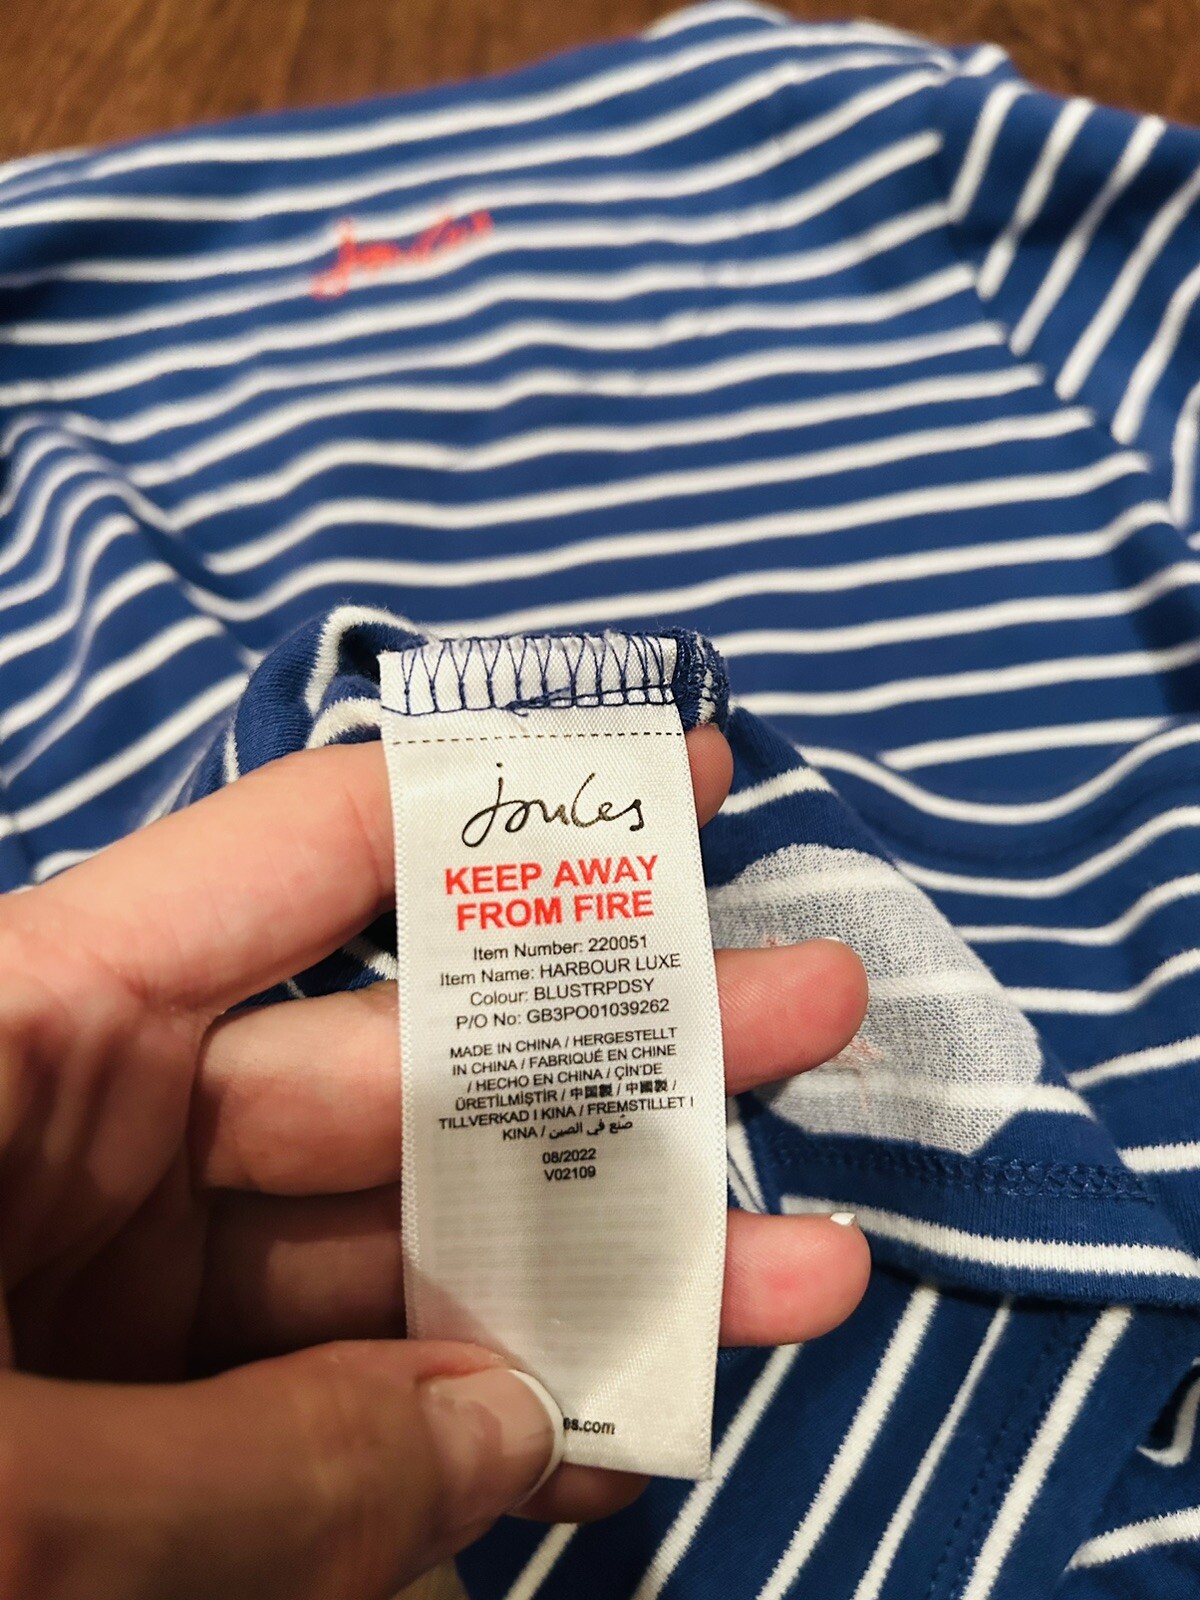 joules
joules
KEEP AWAY
FROM FIRE
Item Number: 220051
Item Name: HARBOUR LUXE
Colour: BLUSTRPDSY
P/O No: GB3PO01039262
MADE IN CHINA / HERGESTELLT
IN CHINA / FABRIQUÉ EN CHINE
/ HECHO EN CHINA / ÇİN'DE
ÜRETİLMİŞTİR / 中国製 / 中國製 /
TILLVERKAD I KINA / FREMSTILLET I
KINA / صنع في الصين
08/2022
V02109
es.com